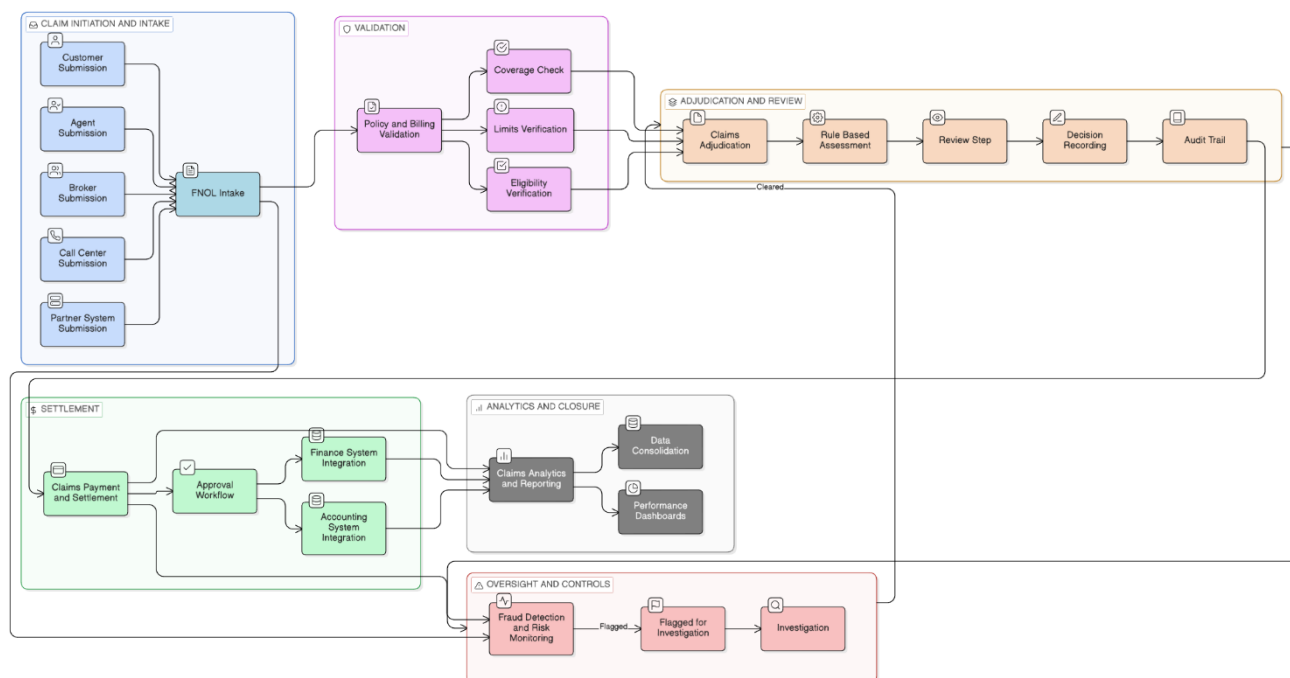 CLAIM INITIATION AND INTAKE
Customer
Submission
Agent
Submission
Broker
Submission
Call Center
Submission
Partner System
Submission
FNOL Intake
VALIDATION
Policy and Billing
Validation
Coverage Check
Limits Verification
Eligibility
Verification
ADJUDICATION AND REVIEW
Claims
Adjudication
Rule Based
Assessment
Review Step
Decision
Recording
Audit Trail
Cleared
SETTLEMENT
Claims Payment
and Settlement
Approval
Workflow
Finance System
Integration
Accounting
System
Integration
ANALYTICS AND CLOSURE
Claims Analytics
and Reporting
Data
Consolidation
Performance
Dashboards
OVERSIGHT AND CONTROLS
Fraud Detection
and Risk
Monitoring
Flagged
Flagged for
Investigation
Investigation